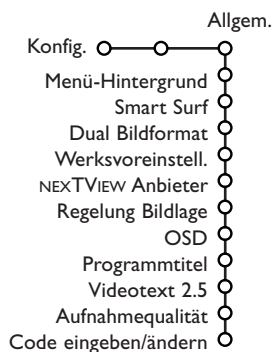 Allgem.
Konfig.
Menü-Hintergrund
Smart Surf
Dual Bildformat
Werksvoreinstell.
NEXTVIEW Anbieter
Regelung Bildlage
OSD
Programmtitel
Videotext 2.5
Aufnahmequalität
Code eingeben/ändern